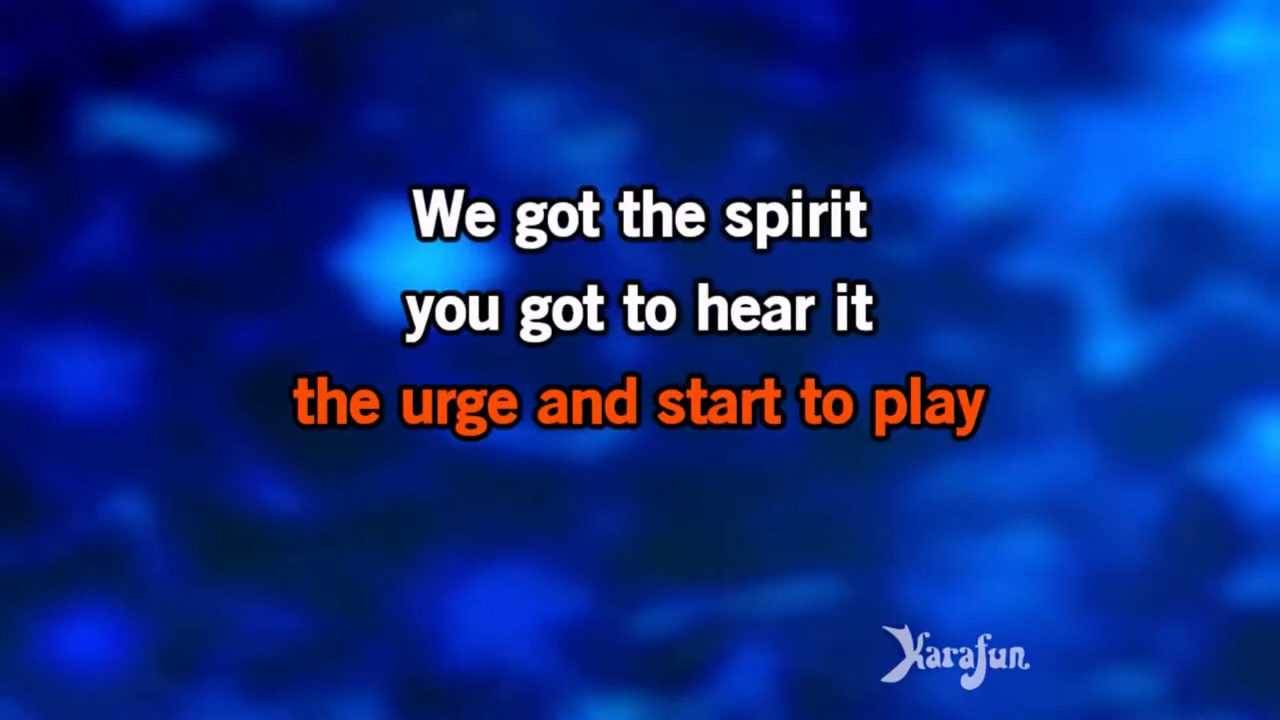 We got the spirit
you got to hear it
the urge and start to play
Karafun